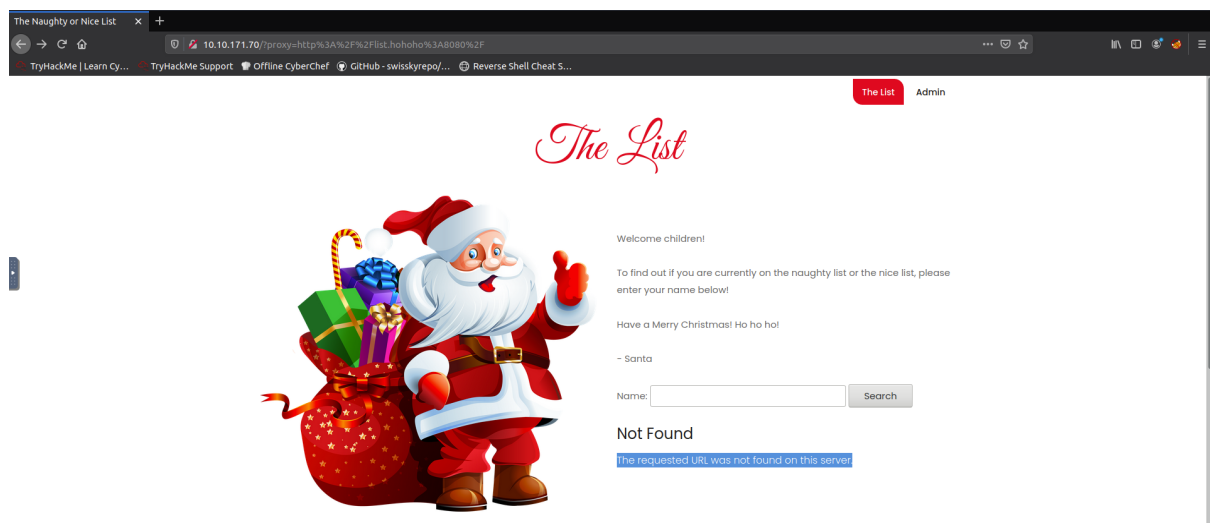 The Naughty or Nice List
10.10.171.70/?proxy=http%3A%2F%2Flist.hohoho%3A8080%2F
TryHackMe | Learn Cy...
TryHackMe Support
Offline CyberChef
GitHub - swisskyrepo/...
Reverse Shell Cheat S...
The List
Admin
The List
Welcome children!
To find out if you are currently on the naughty list or the nice list, please
enter your name below!
Have a Merry Christmas! Ho ho ho!
- Santa
Name:
Search
Not Found
The requested URL was not found on this server.